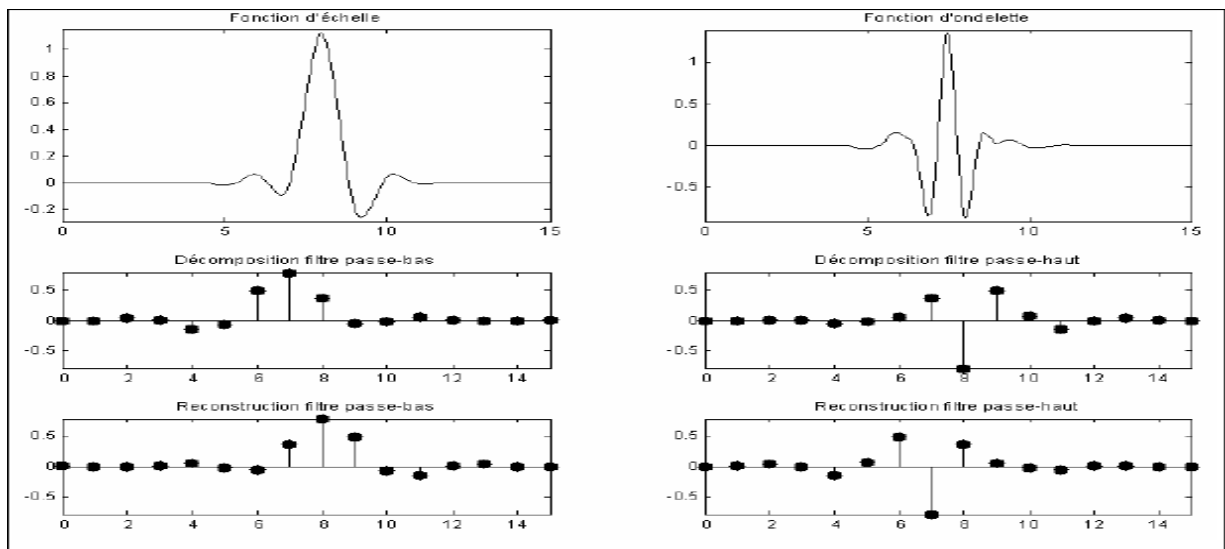 Fonction d'échelle
1
0.8
0.6
0.4
0.2
0
-0.2
0 5 10 15
Fonction d'ondelette
1
0.5
0
-0.5
0 5 10 15
Décomposition filtre passe-bas
0.5
0
-0.5
0 2 4 6 8 10 12 14
Décomposition filtre passe-haut
0.5
0
-0.5
0 2 4 6 8 10 12 14
Reconstruction filtre passe-bas
0.5
0
-0.5
0 2 4 6 8 10 12 14
Reconstruction filtre passe-haut
0.5
0
-0.5
0 2 4 6 8 10 12 14